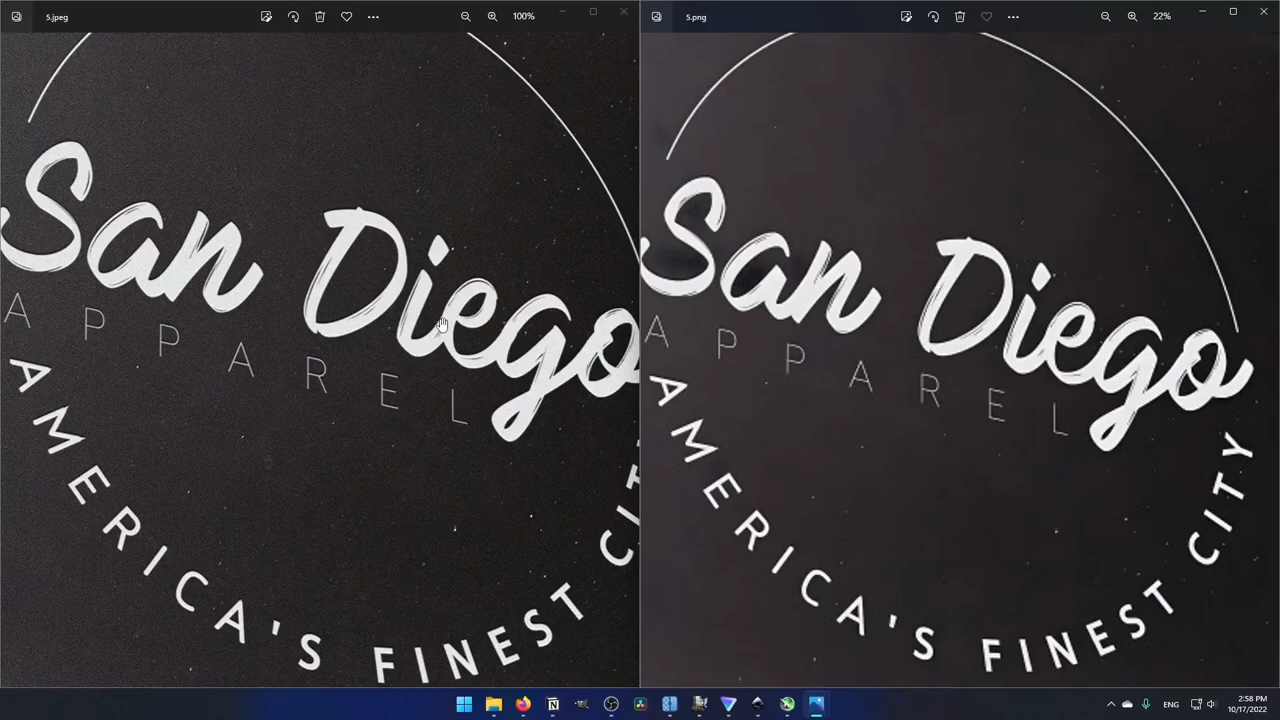 5.jpeg
100%
San Diego
APPAREL
AMERICA'S FINEST CIT
5.png
22%
San Diego
APPAREL
AMERICA'S FINEST CITY
ENG
2:58 PM
10/17/2022